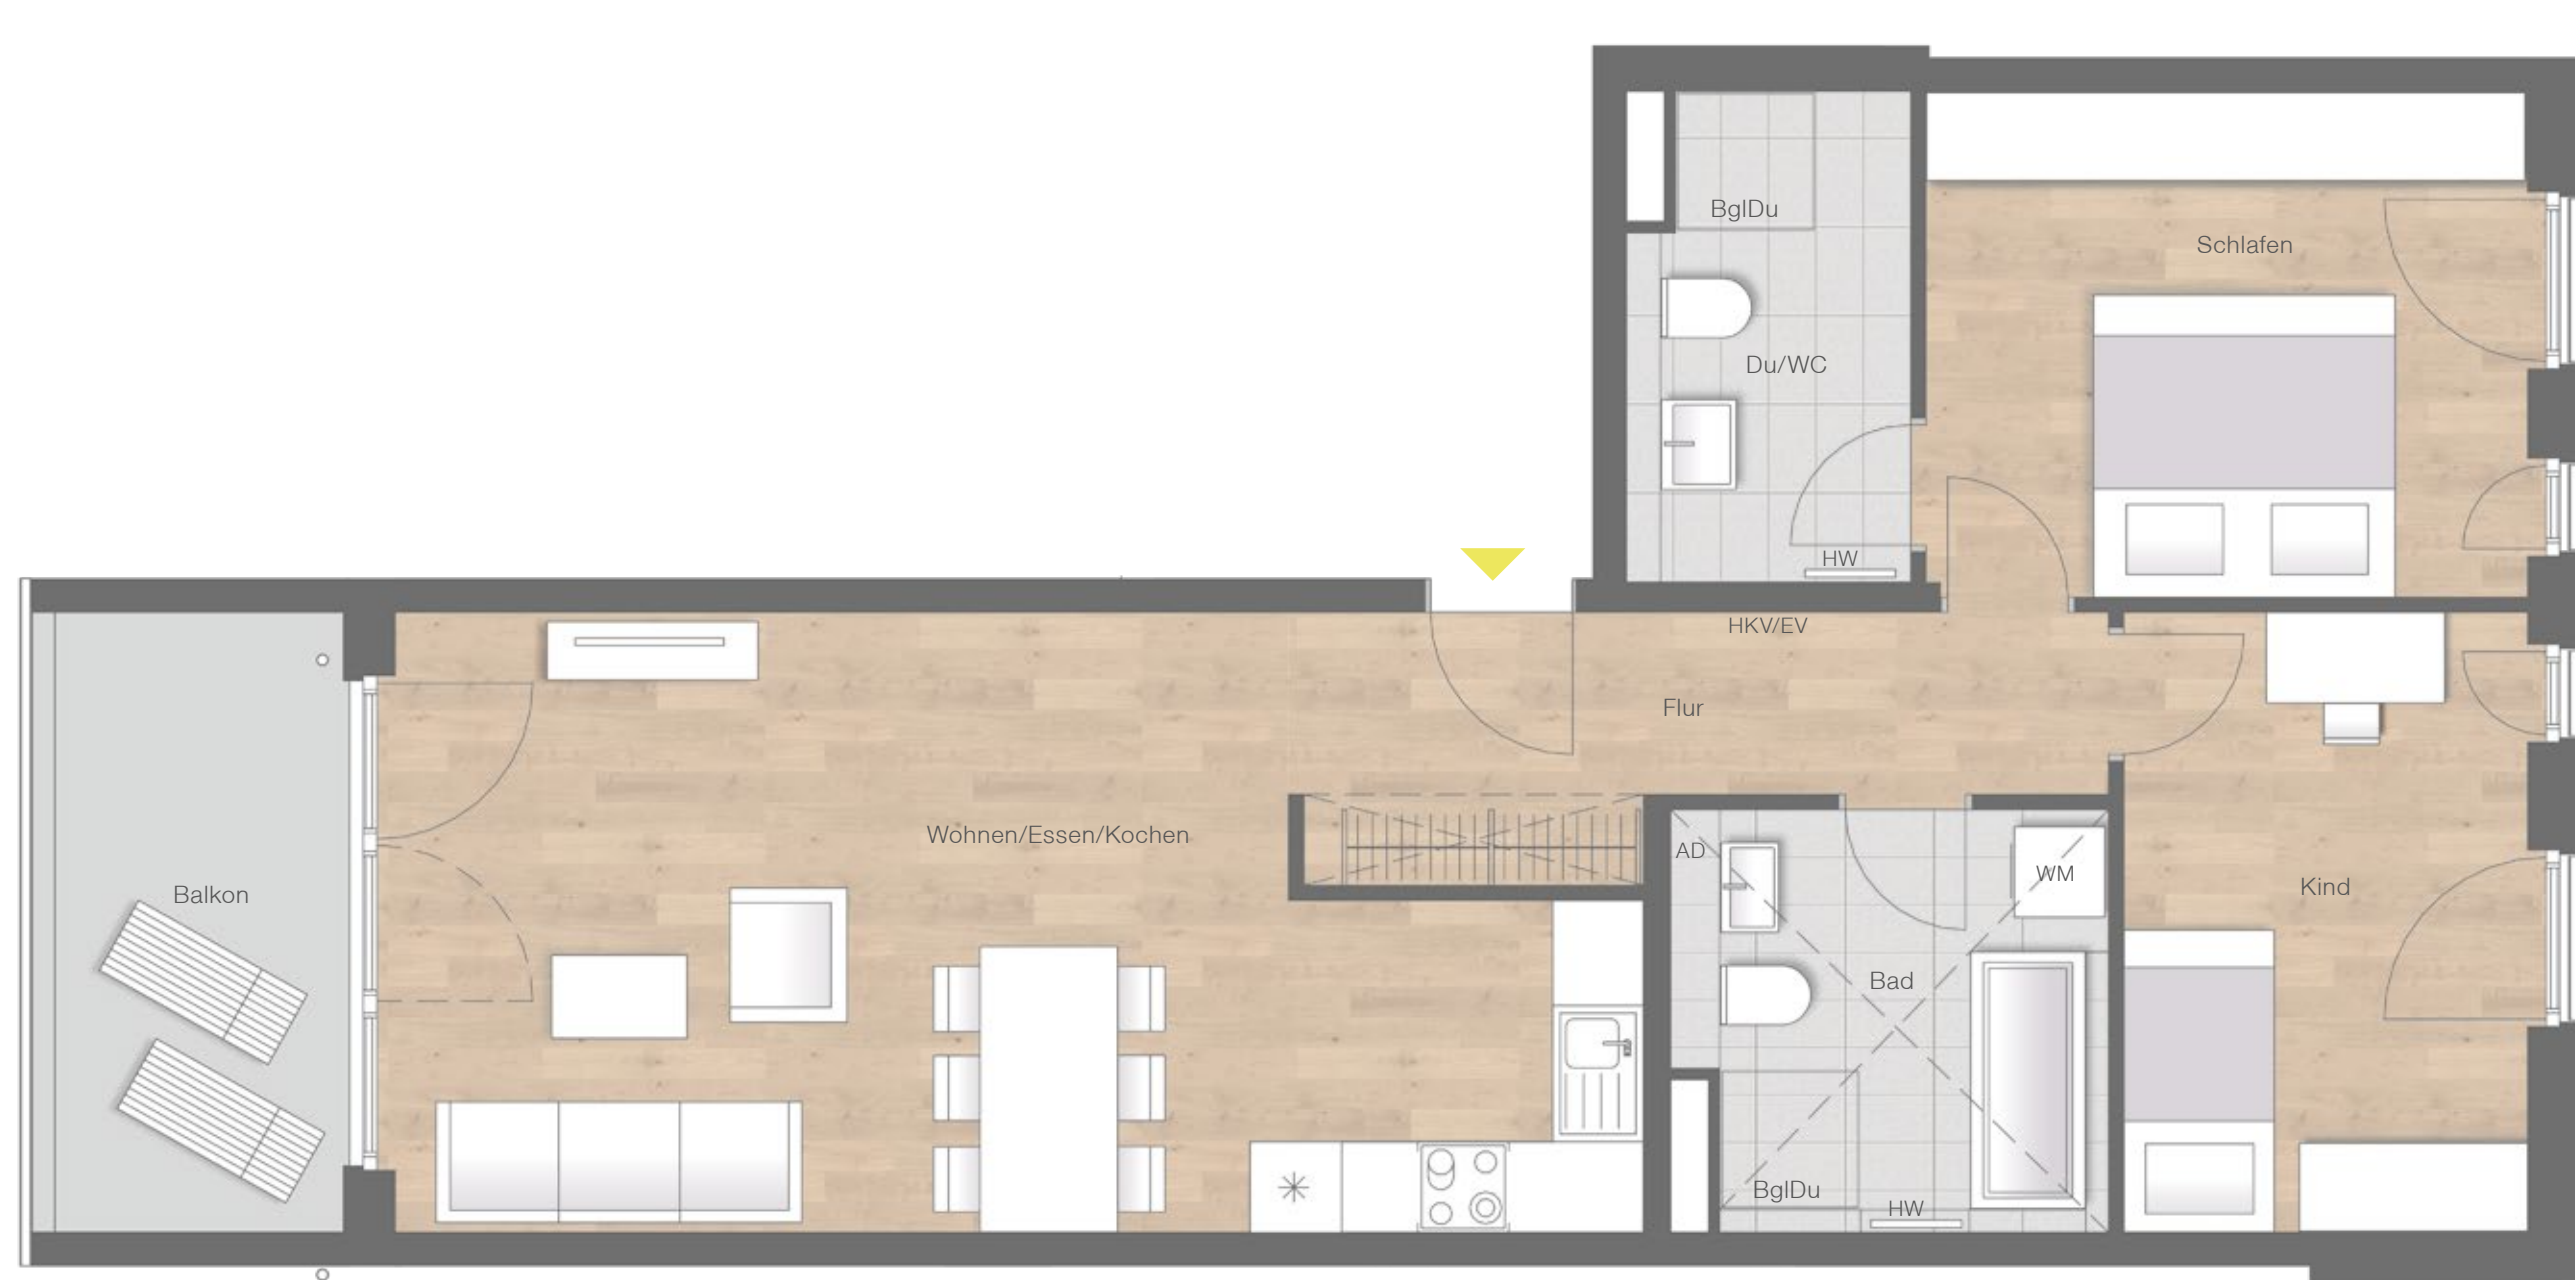 BglDu
Schlafen
Du/WC
HW
HKV/EV
Flur
Wohnen/Essen/Kochen
AD
WM
Balkon
Kind
Bad
BglDu
HW